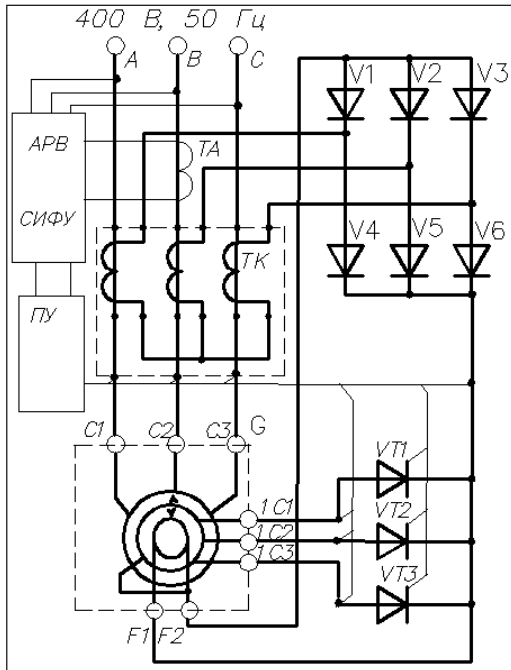 400 В, 50 Гц
A B C
V1 V2 V3
АРВ
TA
СИФУ
V4 V5 V6
TK
ПУ
C1 C2 C3 G
VT1
1C1
VT2
1C2
1C3
VT3
F1 F2